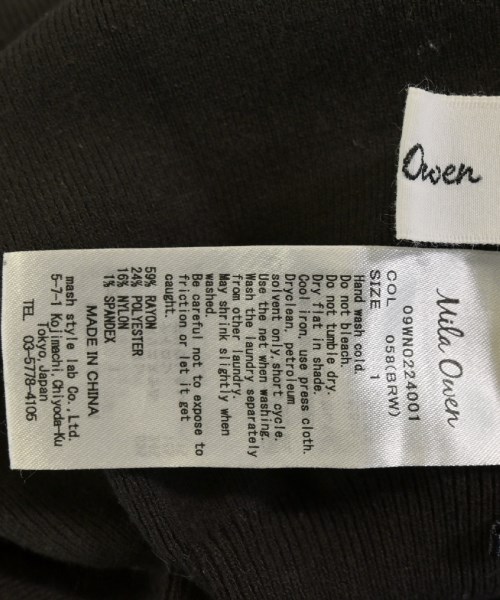 Owen
Mila Owen
09WN0224001
COL 058(BRW)
SIZE 1
Hand wash cold.
Do not bleach.
Do not tumble dry.
Dry flat in shade.
Cool iron, use press cloth.
Dryclean, petroleum
solvent only, short cycle.
Use the net when washing.
Wash the laundry separately
from other laundry.
May shrink slightly when
washed.
Be careful not to expose to
friction or let it get
caught.
59% RAYON
24% POLYESTER
16% NYLON
1% SPANDEX
MADE IN CHINA
mash style lab Co.,Ltd.
5-7-1 Kojimachi,Chiyoda-Ku
Tokyo,Japan
TEL 03-5778-4105